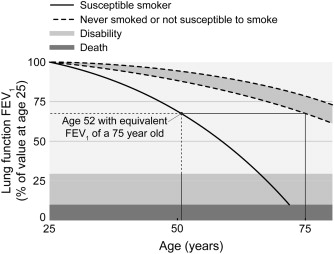 Susceptible smoker
Never smoked or not susceptible to smoke
Disability
Death
Lung function FEV1
(% of value at age 25)
100
75
50
25
0
Age 52 with equivalent
FEV1 of a 75 year old
25
50
75
Age (years)